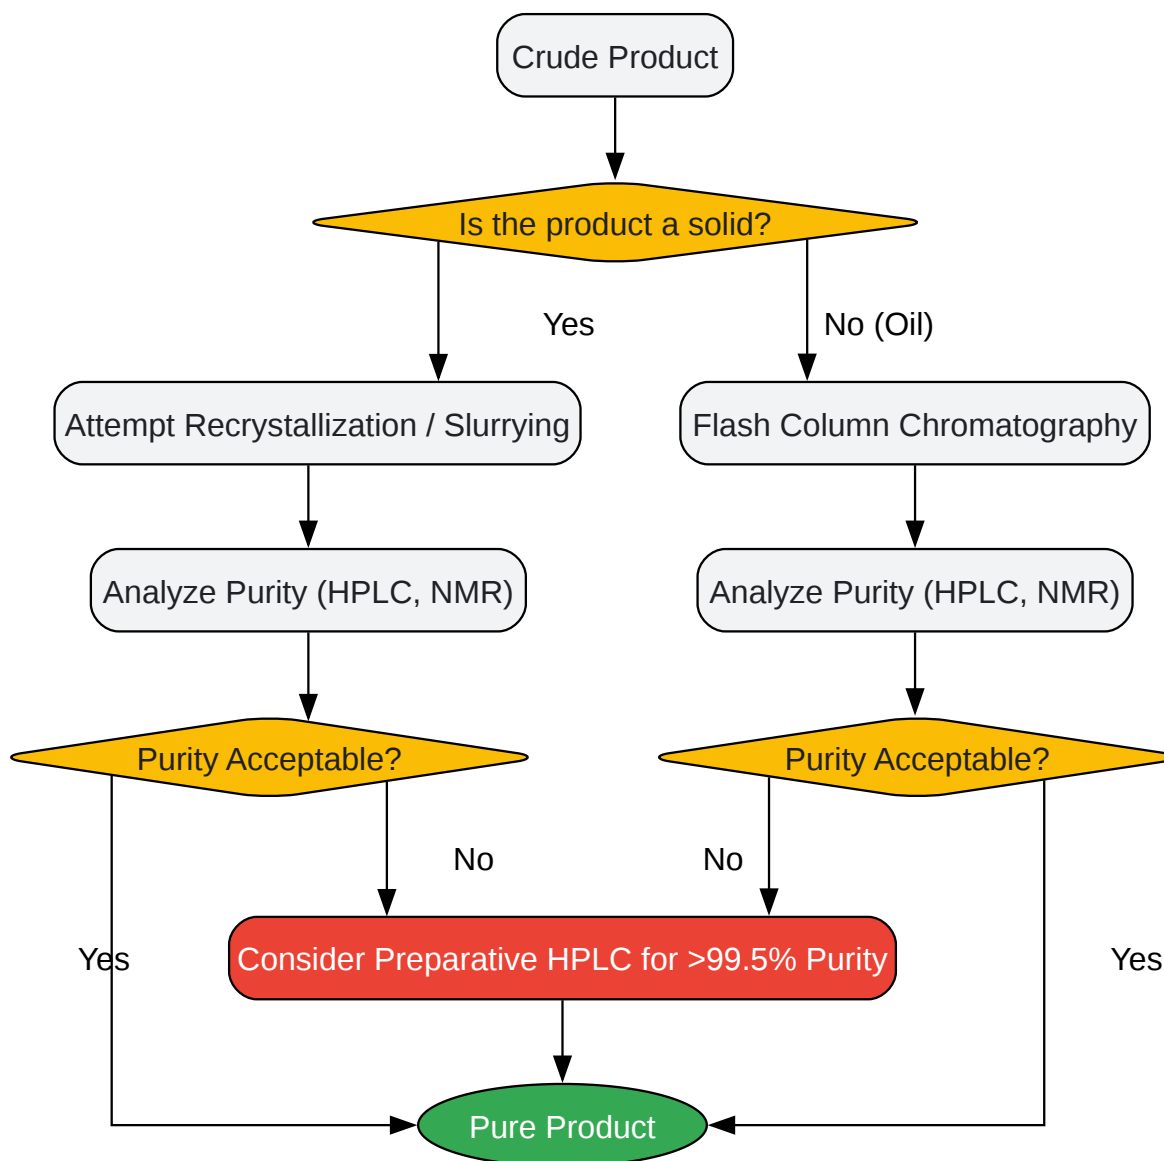 Crude Product
Is the product a solid?
Yes
No (Oil)
Attempt Recrystallization / Slurrying
Flash Column Chromatography
Analyze Purity (HPLC, NMR)
Analyze Purity (HPLC, NMR)
Purity Acceptable?
Purity Acceptable?
No
No
Yes
Consider Preparative HPLC for >99.5% Purity
Yes
Pure Product